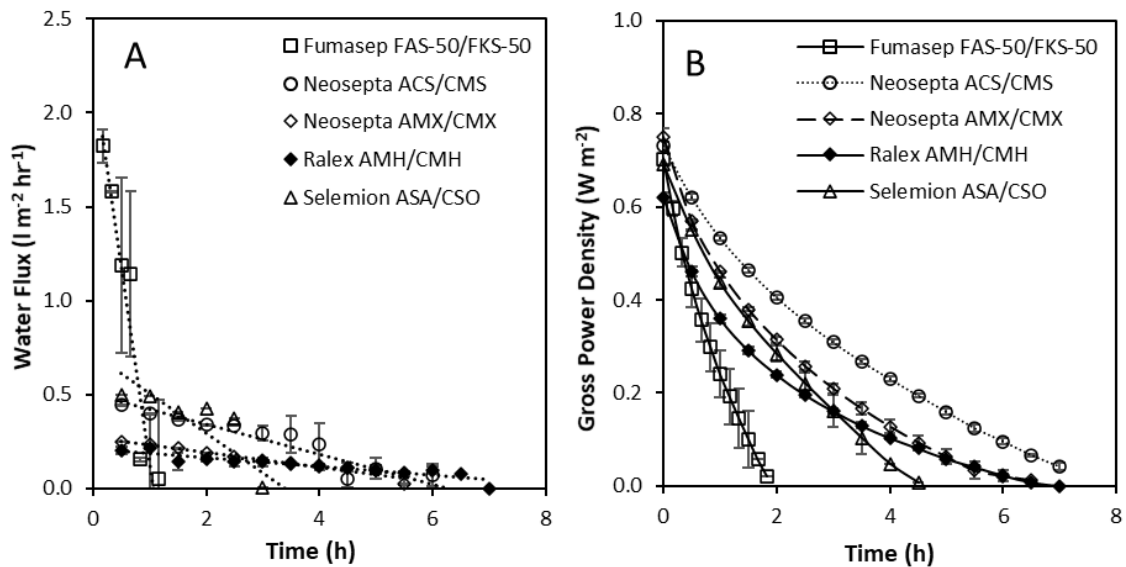 A
Fumasep FAS-50/FKS-50
Neosepta ACS/CMS
Neosepta AMX/CMX
Ralex AMH/CMH
Selemion ASA/CSO
Water Flux (l m⁻² hr⁻¹)
2.5
2.0
1.5
1.0
0.5
0.0
0
2
4
6
8
Time (h)
B
Fumasep FAS-50/FKS-50
Neosepta ACS/CMS
Neosepta AMX/CMX
Ralex AMH/CMH
Selemion ASA/CSO
Gross Power Density (W m⁻²)
1.0
0.8
0.6
0.4
0.2
0.0
0
2
4
6
8
Time (h)